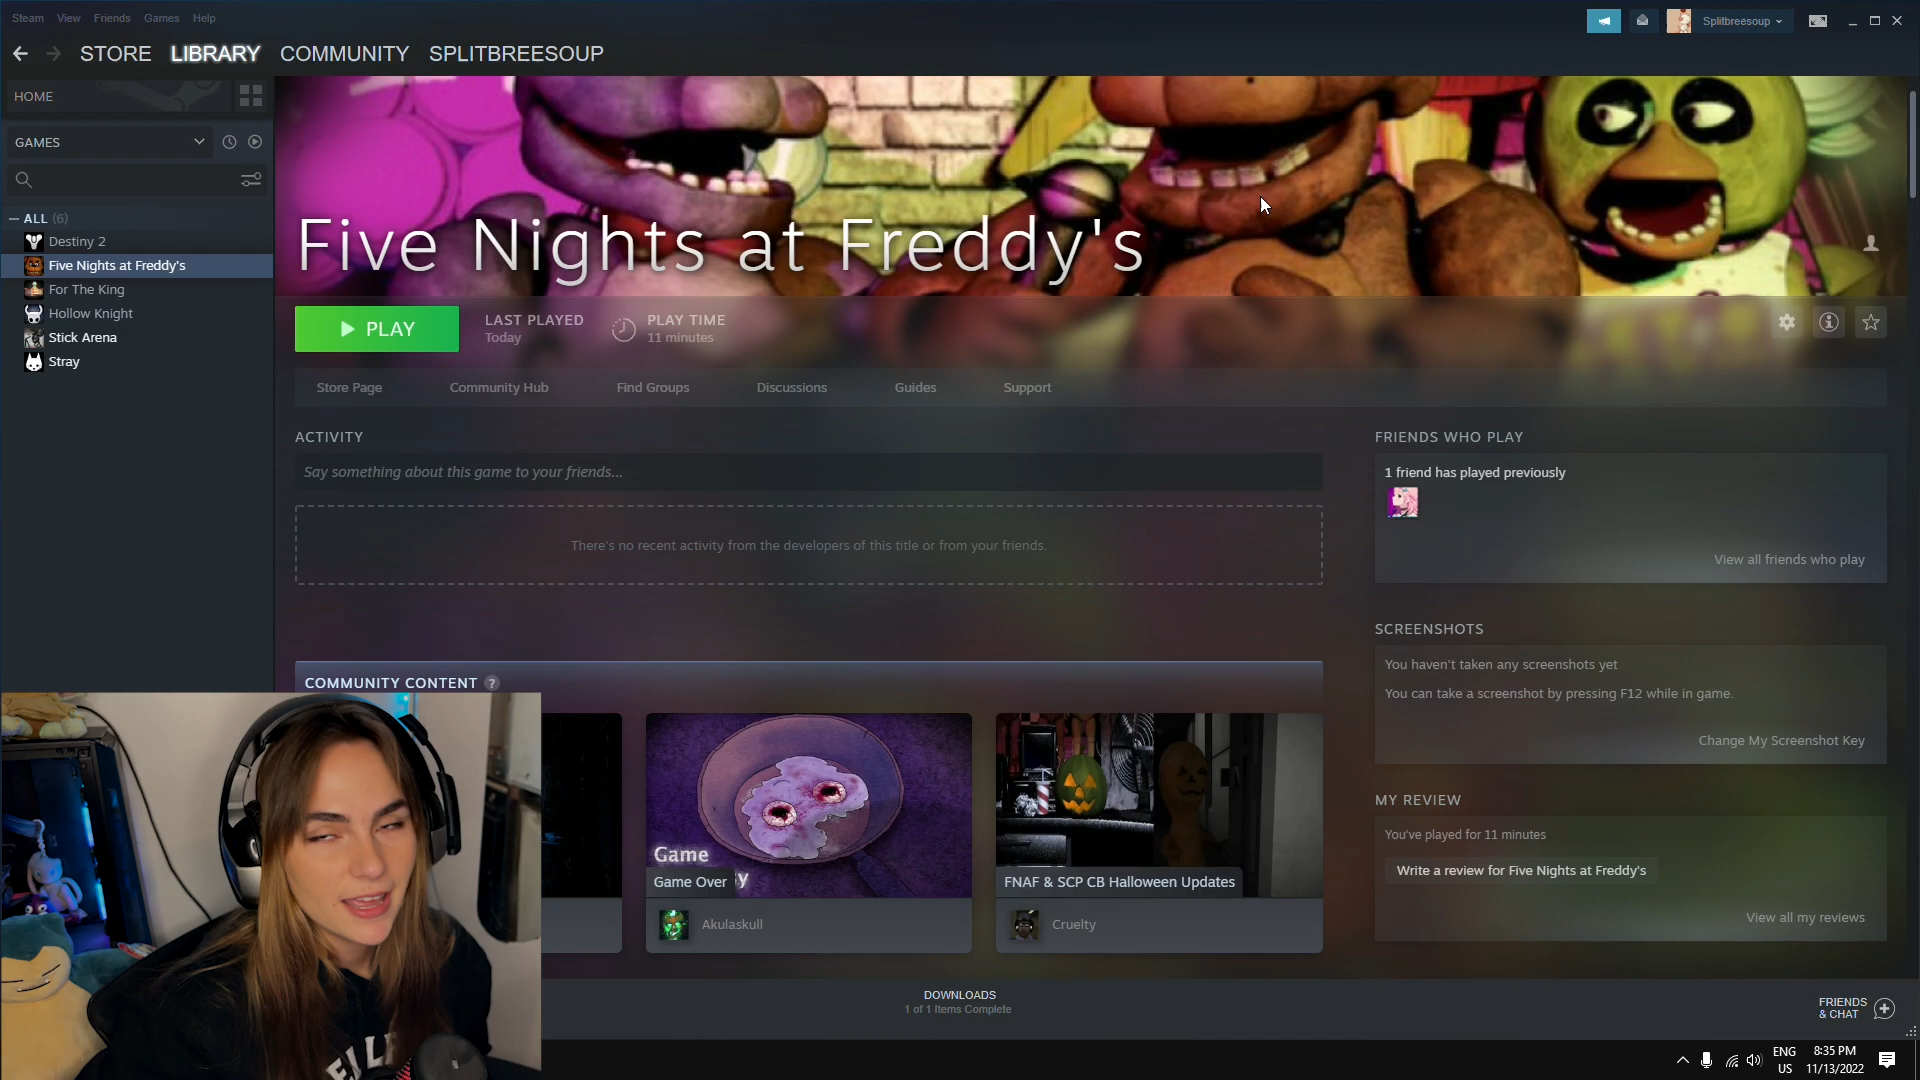 Steam View Friends Games Help
Splitbreesoup
STORE LIBRARY COMMUNITY SPLITBREESOUP
HOME
GAMES
ALL (6)
Destiny 2
Five Nights at Freddy's
For The King
Hollow Knight
Stick Arena
Stray
Five Nights at Freddy's
PLAY
LAST PLAYED
Today
PLAY TIME
11 minutes
Store Page Community Hub Find Groups Discussions Guides Support
ACTIVITY
Say something about this game to your friends...
There's no recent activity from the developers of this title or from your friends.
FRIENDS WHO PLAY
1 friend has played previously
View all friends who play
SCREENSHOTS
You haven't taken any screenshots yet
You can take a screenshot by pressing F12 while in game.
Change My Screenshot Key
MY REVIEW
You've played for 11 minutes
Write a review for Five Nights at Freddy's
View all my reviews
COMMUNITY CONTENT ?
Game
Game Over
Akulaskull
FNAF & SCP CB Halloween Updates
Cruelty
DOWNLOADS
1 of 1 Items Complete
FRIENDS
& CHAT
ENG
US
8:35 PM
11/13/2022